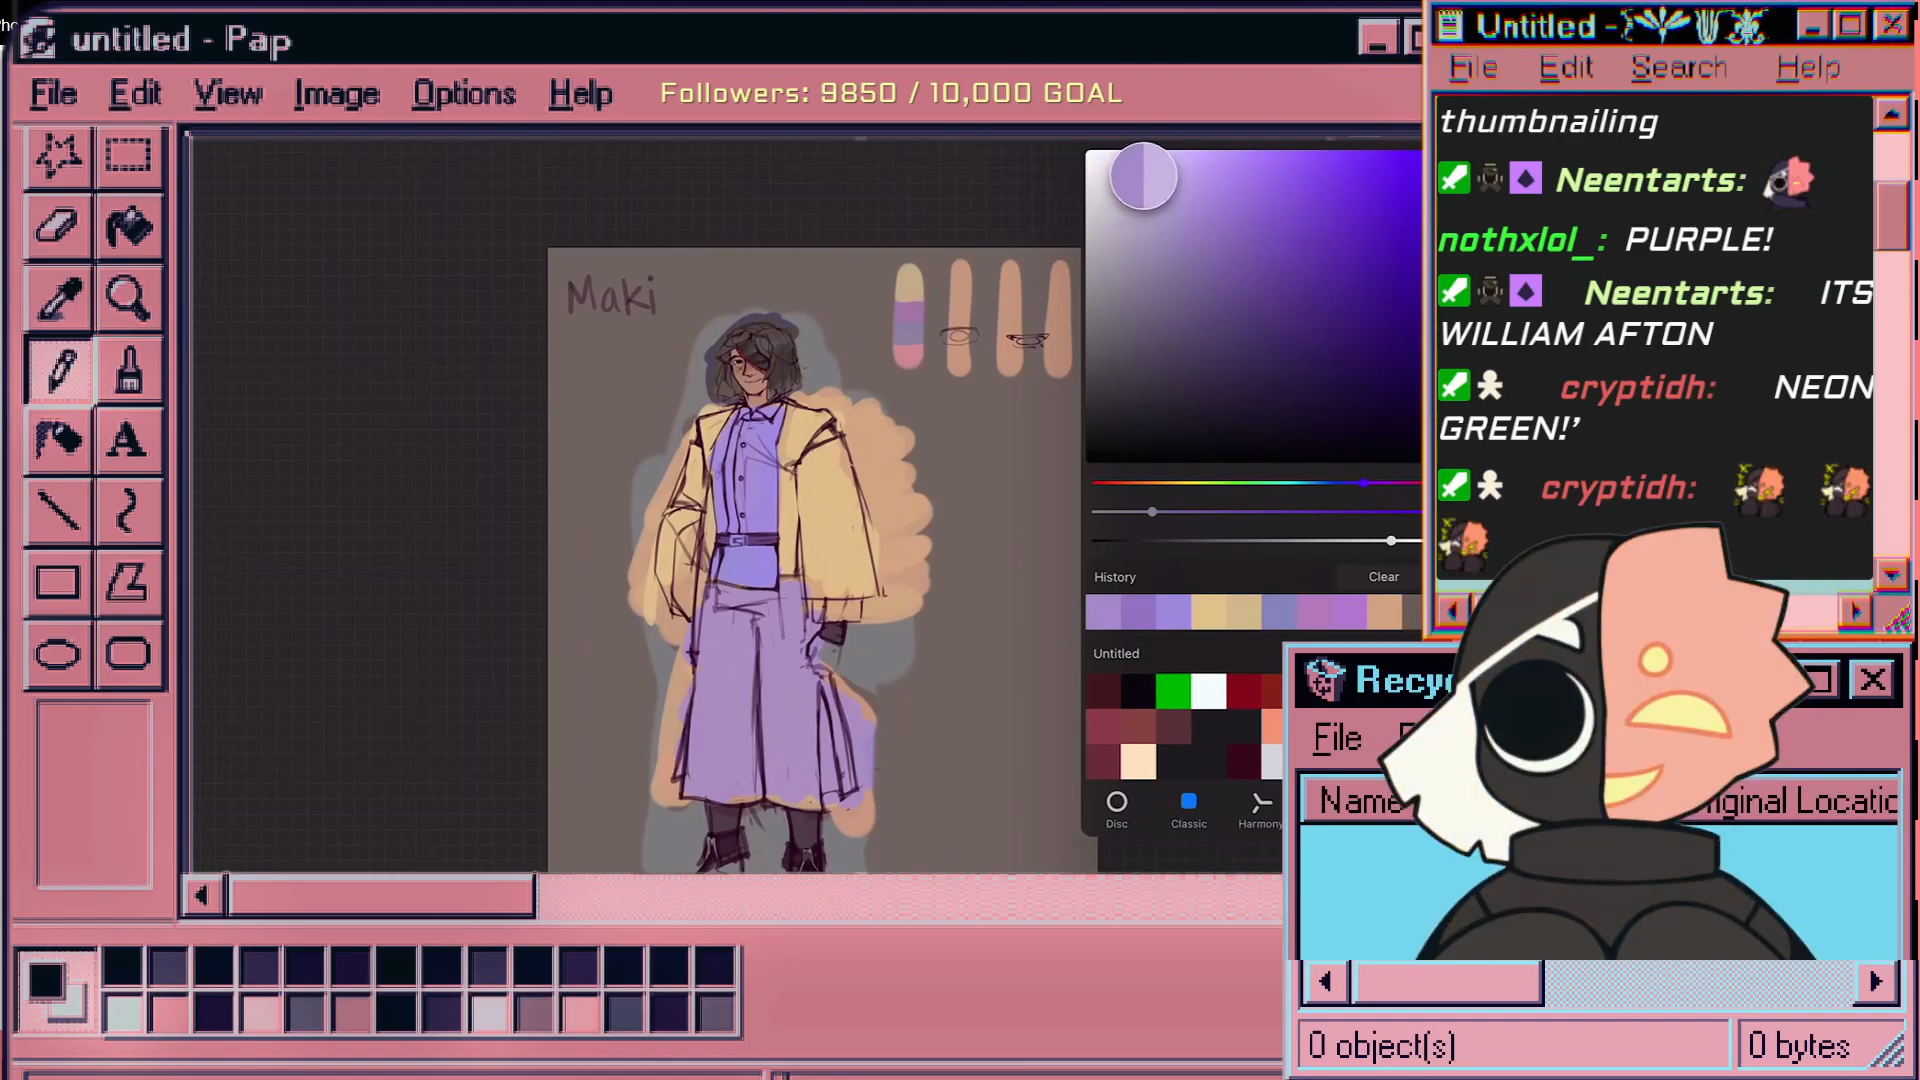 untitled - Pap
File Edit View Image Options Help
Followers: 9850 / 10,000 GOAL
Maki
History
Clear
Untitled
Disc
Classic
Harmony
Untitled -
File Edit Search Help
thumbnailing
Neentarts:
nothxlol_: PURPLE!
Neentarts: ITS
WILLIAM AFTON
cryptidh: NEON
GREEN!'
cryptidh:
Recyc
File
Name
iginal Locatio
0 object(s)
0 bytes
A